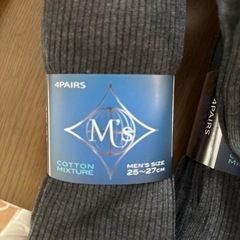 4PAIRS
M's
COTTON
MIXTURE
MEN'S SIZE
25~27CM
4PAIRS